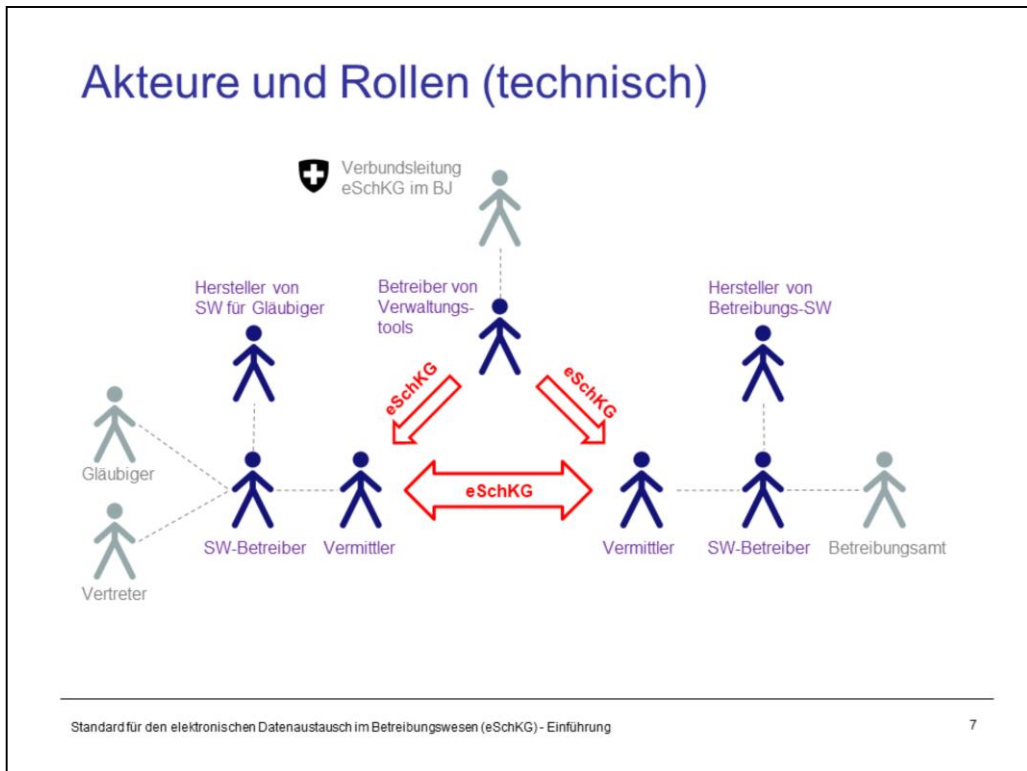 Akteure und Rollen (technisch)
Verbundsleitung
eSchKG im BJ
Hersteller von
SW für Gläubiger
Betreiber von
Verwaltungs-
tools
Hersteller von
Betreibungs-SW
eSchKG
eSchKG
Gläubiger
eSchKG
SW-Betreiber
Vermittler
Vermittler
SW-Betreiber
Betreibungsamt
Vertreter
Standard für den elektronischen Datenaustausch im Betreibungswesen (eSchKG) - Einführung
7